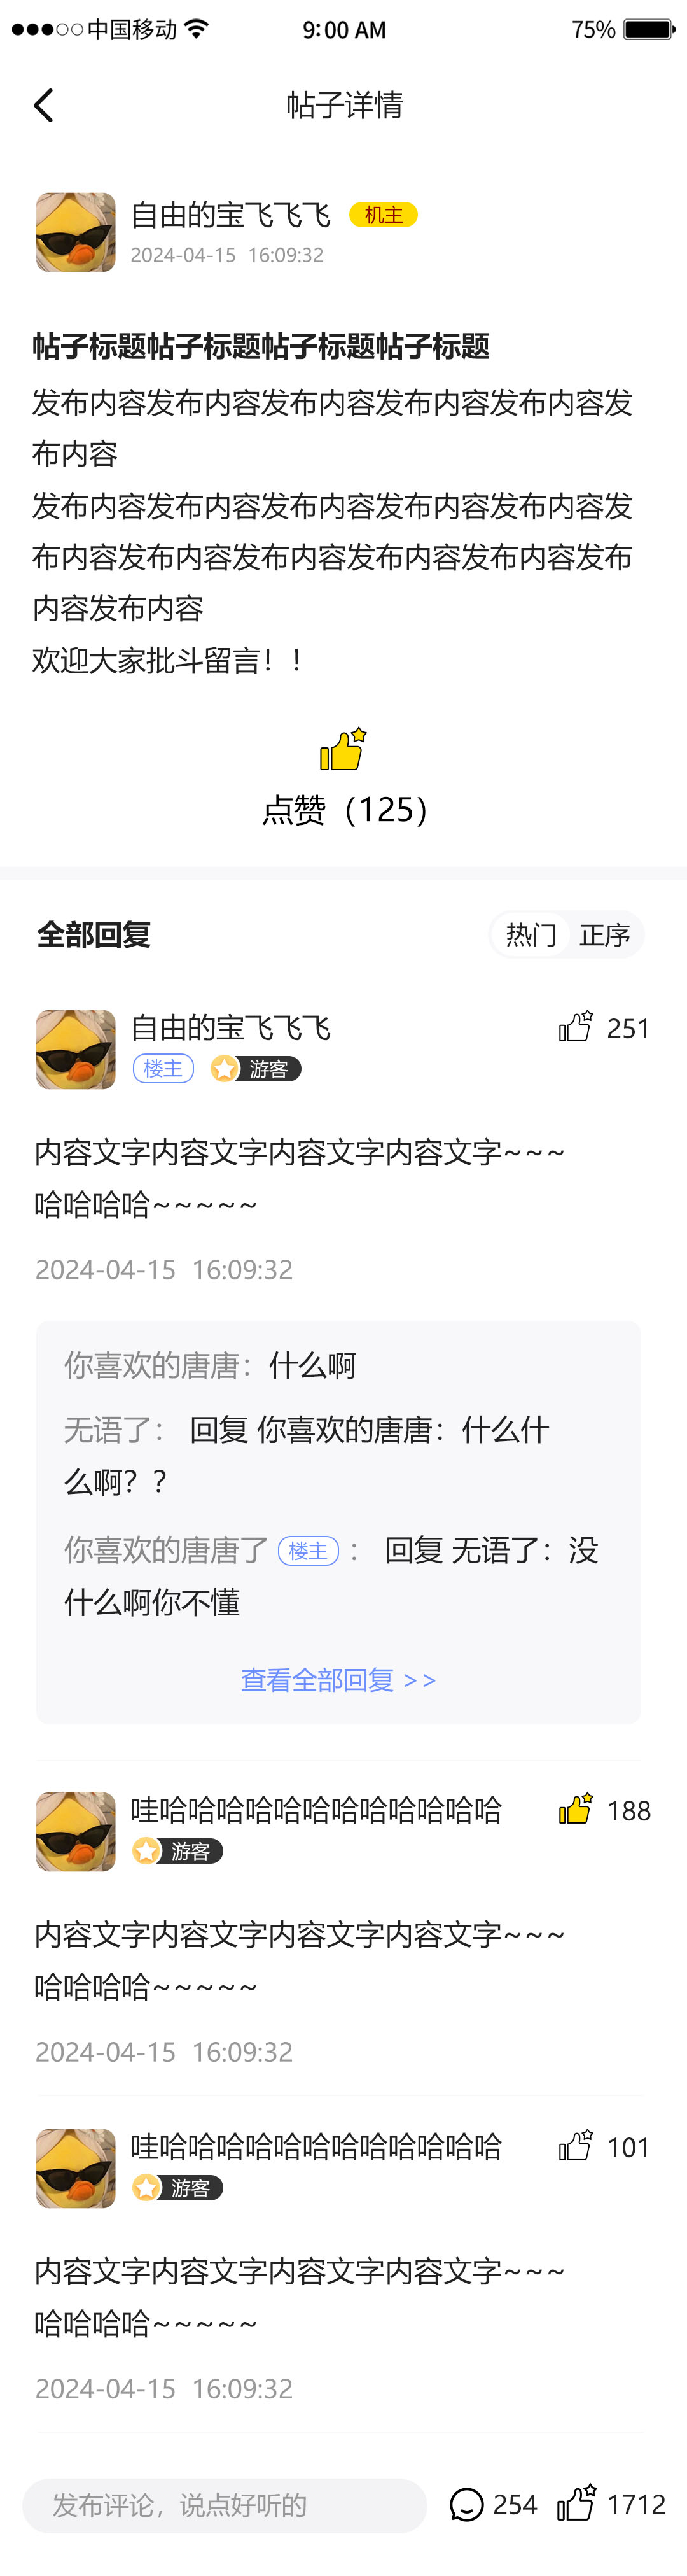 中国移动 9:00 AM 75%
帖子详情
自由的宝飞飞飞 机主
2024-04-15 16:09:32
帖子标题帖子标题帖子标题帖子标题
发布内容发布内容发布内容发布内容发布内容发
布内容
发布内容发布内容发布内容发布内容发布内容发
布内容发布内容发布内容发布内容发布内容发布
内容发布内容
欢迎大家批斗留言！！
点赞（125）
全部回复 热门 正序
自由的宝飞飞飞 251
楼主 游客
内容文字内容文字内容文字内容文字~~~
哈哈哈哈~~~~~
2024-04-15 16:09:32
你喜欢的唐唐：什么啊
无语了： 回复 你喜欢的唐唐：什么什
么啊？？
你喜欢的唐唐了 楼主 ： 回复 无语了：没
什么啊你不懂
查看全部回复 >>
哇哈哈哈哈哈哈哈哈哈哈哈哈 188
游客
内容文字内容文字内容文字内容文字~~~
哈哈哈哈~~~~~
2024-04-15 16:09:32
哇哈哈哈哈哈哈哈哈哈哈哈哈 101
游客
内容文字内容文字内容文字内容文字~~~
哈哈哈哈~~~~~
2024-04-15 16:09:32
发布评论，说点好听的 254 1712